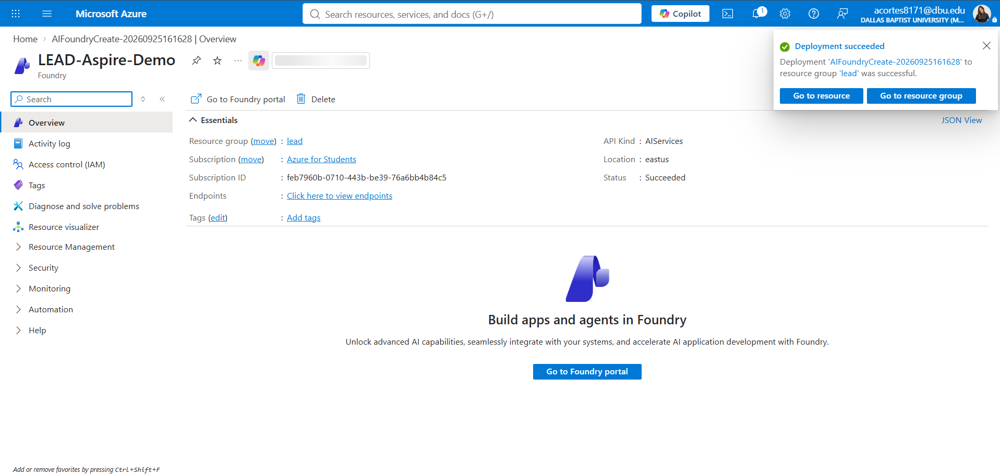 Microsoft Azure
Search resources, services, and docs (G+/)
Copilot
1
acortes8171@dbu.edu
DALLAS BAPTIST UNIVERSITY (M...
Home > AIFoundryCreate-20260925161628 | Overview
LEAD-Aspire-Demo
Foundry
Deployment succeeded
Deployment 'AIFoundryCreate-20260925161628' to
resource group 'lead' was successful.
Go to resource
Go to resource group
Search
Go to Foundry portal
Delete
Overview
Activity log
Access control (IAM)
Tags
Diagnose and solve problems
Resource visualizer
Resource Management
Security
Monitoring
Automation
Help
Essentials
JSON View
Resource group (move) : lead
Subscription (move) : Azure for Students
Subscription ID : feb7960b-0710-443b-be39-76a6bb4b84c5
Endpoints : Click here to view endpoints
Tags (edit) : Add tags
API Kind : AIServices
Location : eastus
Status : Succeeded
Build apps and agents in Foundry
Unlock advanced AI capabilities, seamlessly integrate with your systems, and accelerate AI application development with Foundry.
Go to Foundry portal
Add or remove favorites by pressing Ctrl+Shift+F